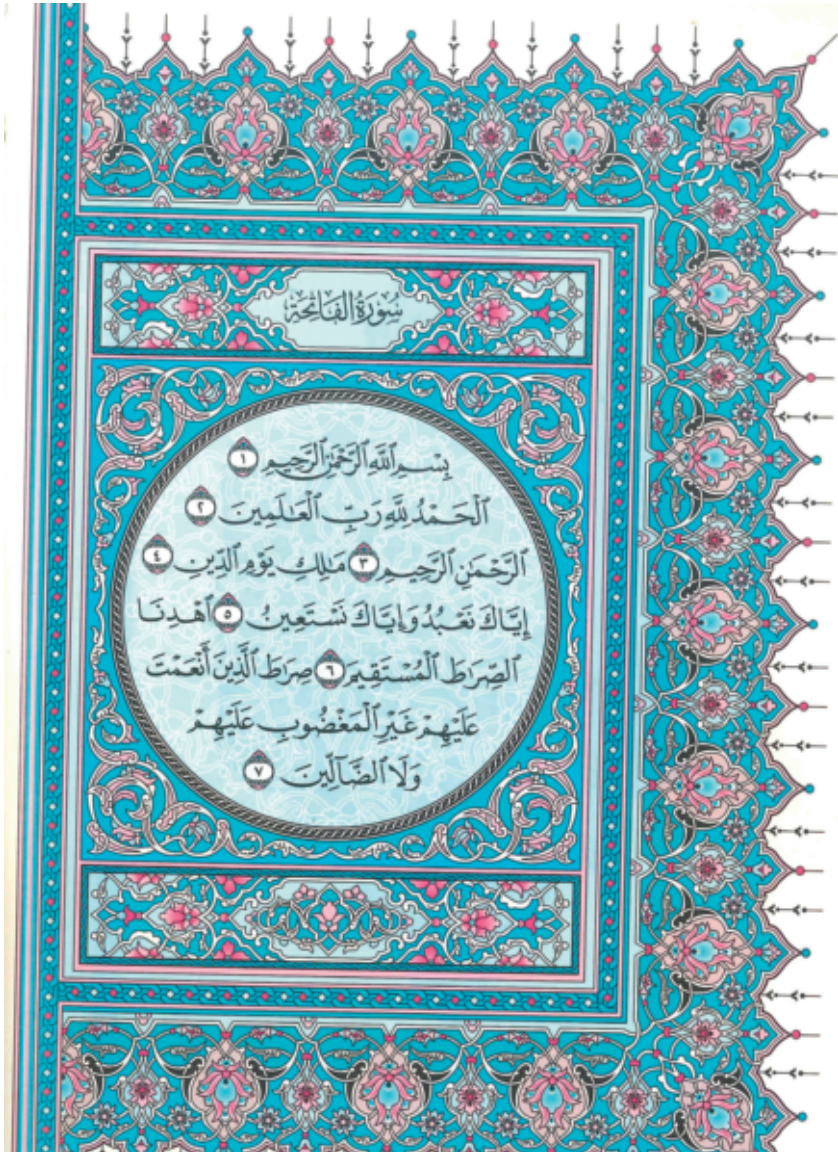 سُورَةُ الفَاتِحَةِ
بِسْمِ ٱللَّهِ ٱلرَّحْمَٰنِ ٱلرَّحِيمِ ١
ٱلْحَمْدُ لِلَّهِ رَبِّ ٱلْعَٰلَمِينَ ٢
ٱلرَّحْمَٰنِ ٱلرَّحِيمِ ٣ مَٰلِكِ يَوْمِ ٱلدِّينِ ٤
إِيَّاكَ نَعْبُدُ وَإِيَّاكَ نَسْتَعِينُ ٥ ٱهْدِنَا
ٱلصِّرَٰطَ ٱلْمُسْتَقِيمَ ٦ صِرَٰطَ ٱلَّذِينَ أَنْعَمْتَ
عَلَيْهِمْ غَيْرِ ٱلْمَغْضُوبِ عَلَيْهِمْ
وَلَا ٱلضَّآلِّينَ ٧